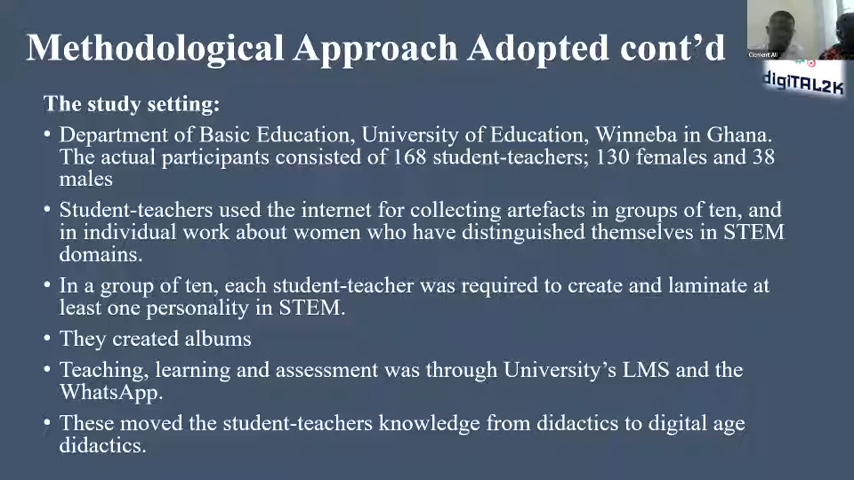 Methodological Approach Adopted cont’d
Clement Ali
digiTAL2K
The study setting:
• Department of Basic Education, University of Education, Winneba in Ghana.
The actual participants consisted of 168 student-teachers; 130 females and 38
males
• Student-teachers used the internet for collecting artefacts in groups of ten, and
in individual work about women who have distinguished themselves in STEM
domains.
• In a group of ten, each student-teacher was required to create and laminate at
least one personality in STEM.
• They created albums
• Teaching, learning and assessment was through University’s LMS and the
WhatsApp.
• These moved the student-teachers knowledge from didactics to digital age
didactics.